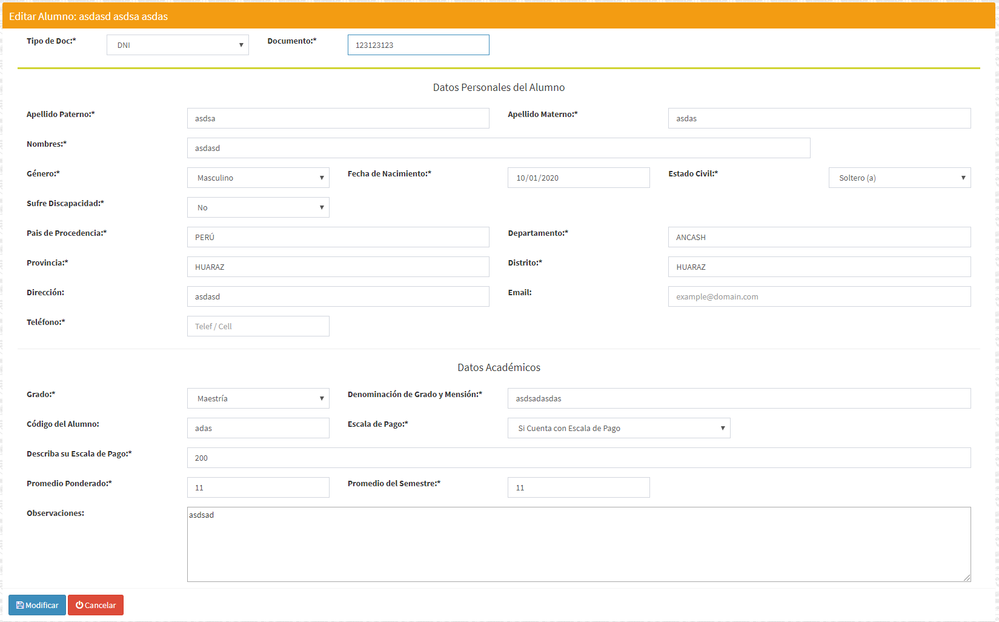 Editar Alumno: asdasd asdsa asdas
Tipo de Doc:* DNI Documento:* 123123123
Datos Personales del Alumno
Apellido Paterno:* asdsa Apellido Materno:* asdas
Nombres:* asdasd
Género:* Masculino Fecha de Nacimiento:* 10/01/2020 Estado Civil:* Soltero (a)
Sufre Discapacidad:* No
Pais de Procedencia:* PERÚ Departamento:* ANCASH
Provincia:* HUARAZ Distrito:* HUARAZ
Dirección: asdasd Email: example@domain.com
Teléfono:* Telef / Cell
Datos Académicos
Grado:* Maestría Denominación de Grado y Mensión:* asdsadasdas
Código del Alumno: adas Escala de Pago:* Si Cuenta con Escala de Pago
Describa su Escala de Pago:* 200
Promedio Ponderado:* 11 Promedio del Semestre:* 11
Observaciones: asdsad
Modificar Cancelar